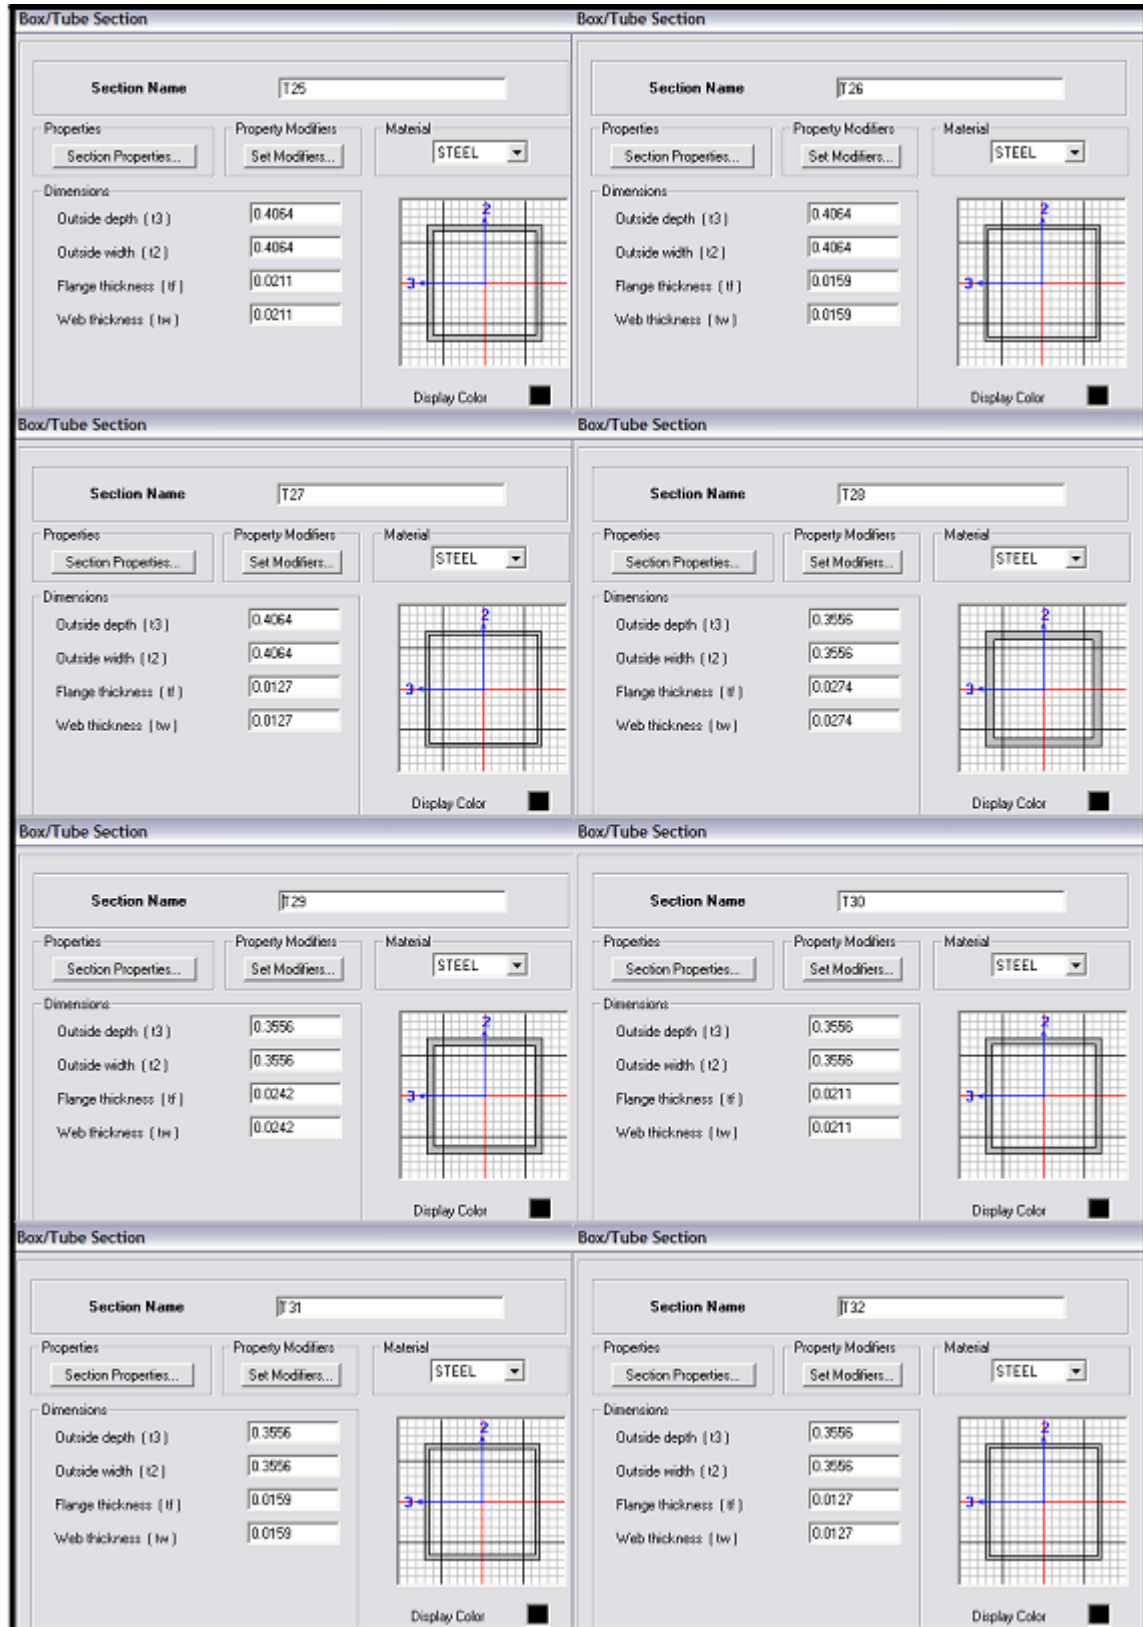 Box/Tube Section
Section Name T25
Properties Property Modifiers Material
Section Properties... Set Modifiers... STEEL
Dimensions
Outside depth ( t3 ) 0.4064
Outside width ( t2 ) 0.4064
Flange thickness ( tf ) 0.0211
Web thickness ( tw ) 0.0211
2
3
Display Color
Box/Tube Section
Section Name T26
Properties Property Modifiers Material
Section Properties... Set Modifiers... STEEL
Dimensions
Outside depth ( t3 ) 0.4064
Outside width ( t2 ) 0.4064
Flange thickness ( tf ) 0.0159
Web thickness ( tw ) 0.0159
2
3
Display Color
Box/Tube Section
Section Name T27
Properties Property Modifiers Material
Section Properties... Set Modifiers... STEEL
Dimensions
Outside depth ( t3 ) 0.4064
Outside width ( t2 ) 0.4064
Flange thickness ( tf ) 0.0127
Web thickness ( tw ) 0.0127
2
3
Display Color
Box/Tube Section
Section Name T28
Properties Property Modifiers Material
Section Properties... Set Modifiers... STEEL
Dimensions
Outside depth ( t3 ) 0.3556
Outside width ( t2 ) 0.3556
Flange thickness ( tf ) 0.0274
Web thickness ( tw ) 0.0274
2
3
Display Color
Box/Tube Section
Section Name T29
Properties Property Modifiers Material
Section Properties... Set Modifiers... STEEL
Dimensions
Outside depth ( t3 ) 0.3556
Outside width ( t2 ) 0.3556
Flange thickness ( tf ) 0.0242
Web thickness ( tw ) 0.0242
2
3
Display Color
Box/Tube Section
Section Name T30
Properties Property Modifiers Material
Section Properties... Set Modifiers... STEEL
Dimensions
Outside depth ( t3 ) 0.3556
Outside width ( t2 ) 0.3556
Flange thickness ( tf ) 0.0211
Web thickness ( tw ) 0.0211
2
3
Display Color
Box/Tube Section
Section Name T31
Properties Property Modifiers Material
Section Properties... Set Modifiers... STEEL
Dimensions
Outside depth ( t3 ) 0.3556
Outside width ( t2 ) 0.3556
Flange thickness ( tf ) 0.0159
Web thickness ( tw ) 0.0159
2
3
Display Color
Box/Tube Section
Section Name T32
Properties Property Modifiers Material
Section Properties... Set Modifiers... STEEL
Dimensions
Outside depth ( t3 ) 0.3556
Outside width ( t2 ) 0.3556
Flange thickness ( tf ) 0.0127
Web thickness ( tw ) 0.0127
2
3
Display Color